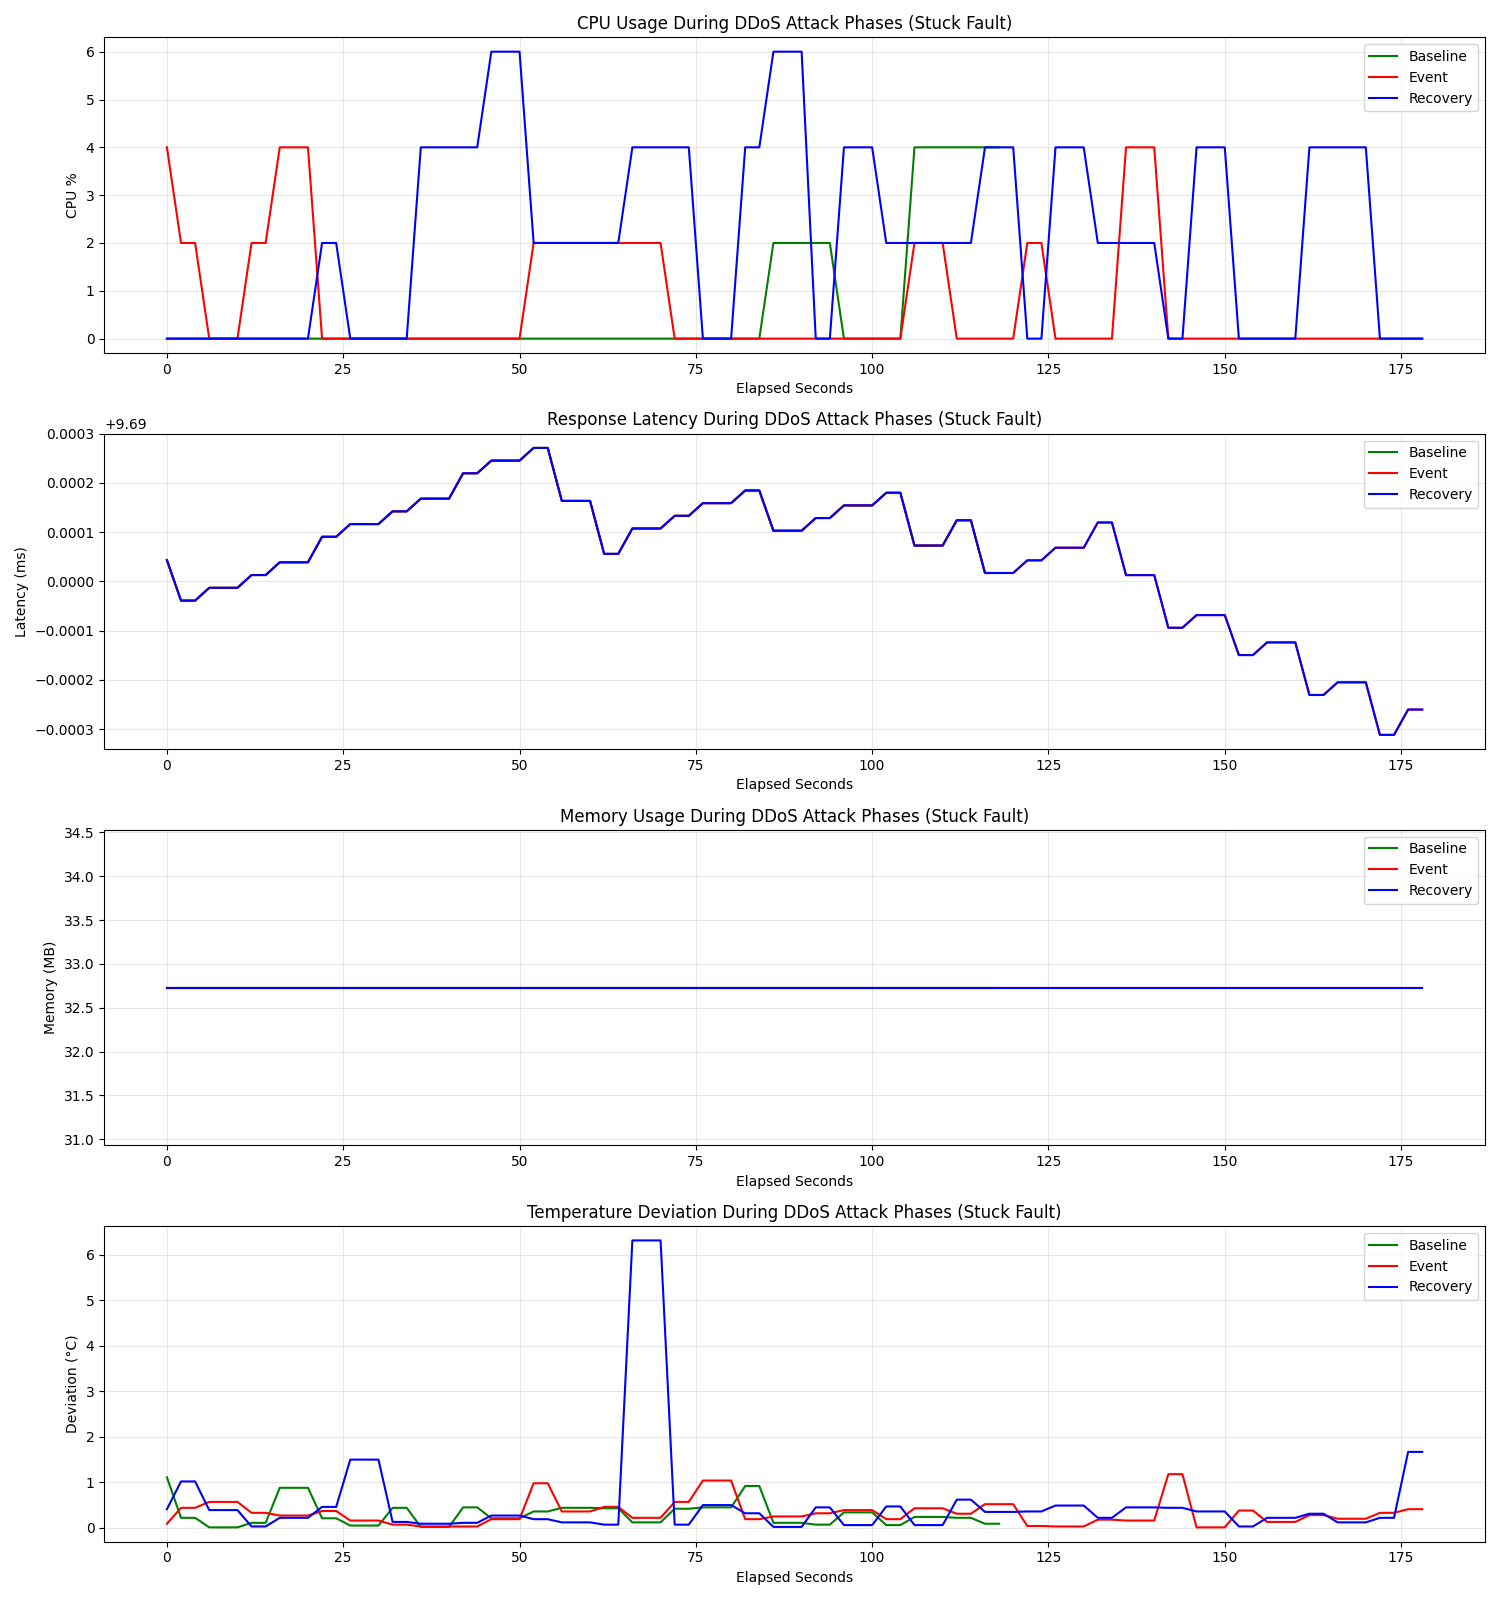 CPU Usage During DDoS Attack Phases (Stuck Fault)
6
5
4
3
2
1
0
CPU %
Baseline
Event
Recovery
0 25 50 75 100 125 150 175
Elapsed Seconds
Response Latency During DDoS Attack Phases (Stuck Fault)
+9.69
0.0003
0.0002
0.0001
0.0000
−0.0001
−0.0002
−0.0003
Latency (ms)
Baseline
Event
Recovery
0 25 50 75 100 125 150 175
Elapsed Seconds
Memory Usage During DDoS Attack Phases (Stuck Fault)
34.5
34.0
33.5
33.0
32.5
32.0
31.5
31.0
Memory (MB)
Baseline
Event
Recovery
0 25 50 75 100 125 150 175
Elapsed Seconds
Temperature Deviation During DDoS Attack Phases (Stuck Fault)
6
5
4
3
2
1
0
Deviation (°C)
Baseline
Event
Recovery
0 25 50 75 100 125 150 175
Elapsed Seconds